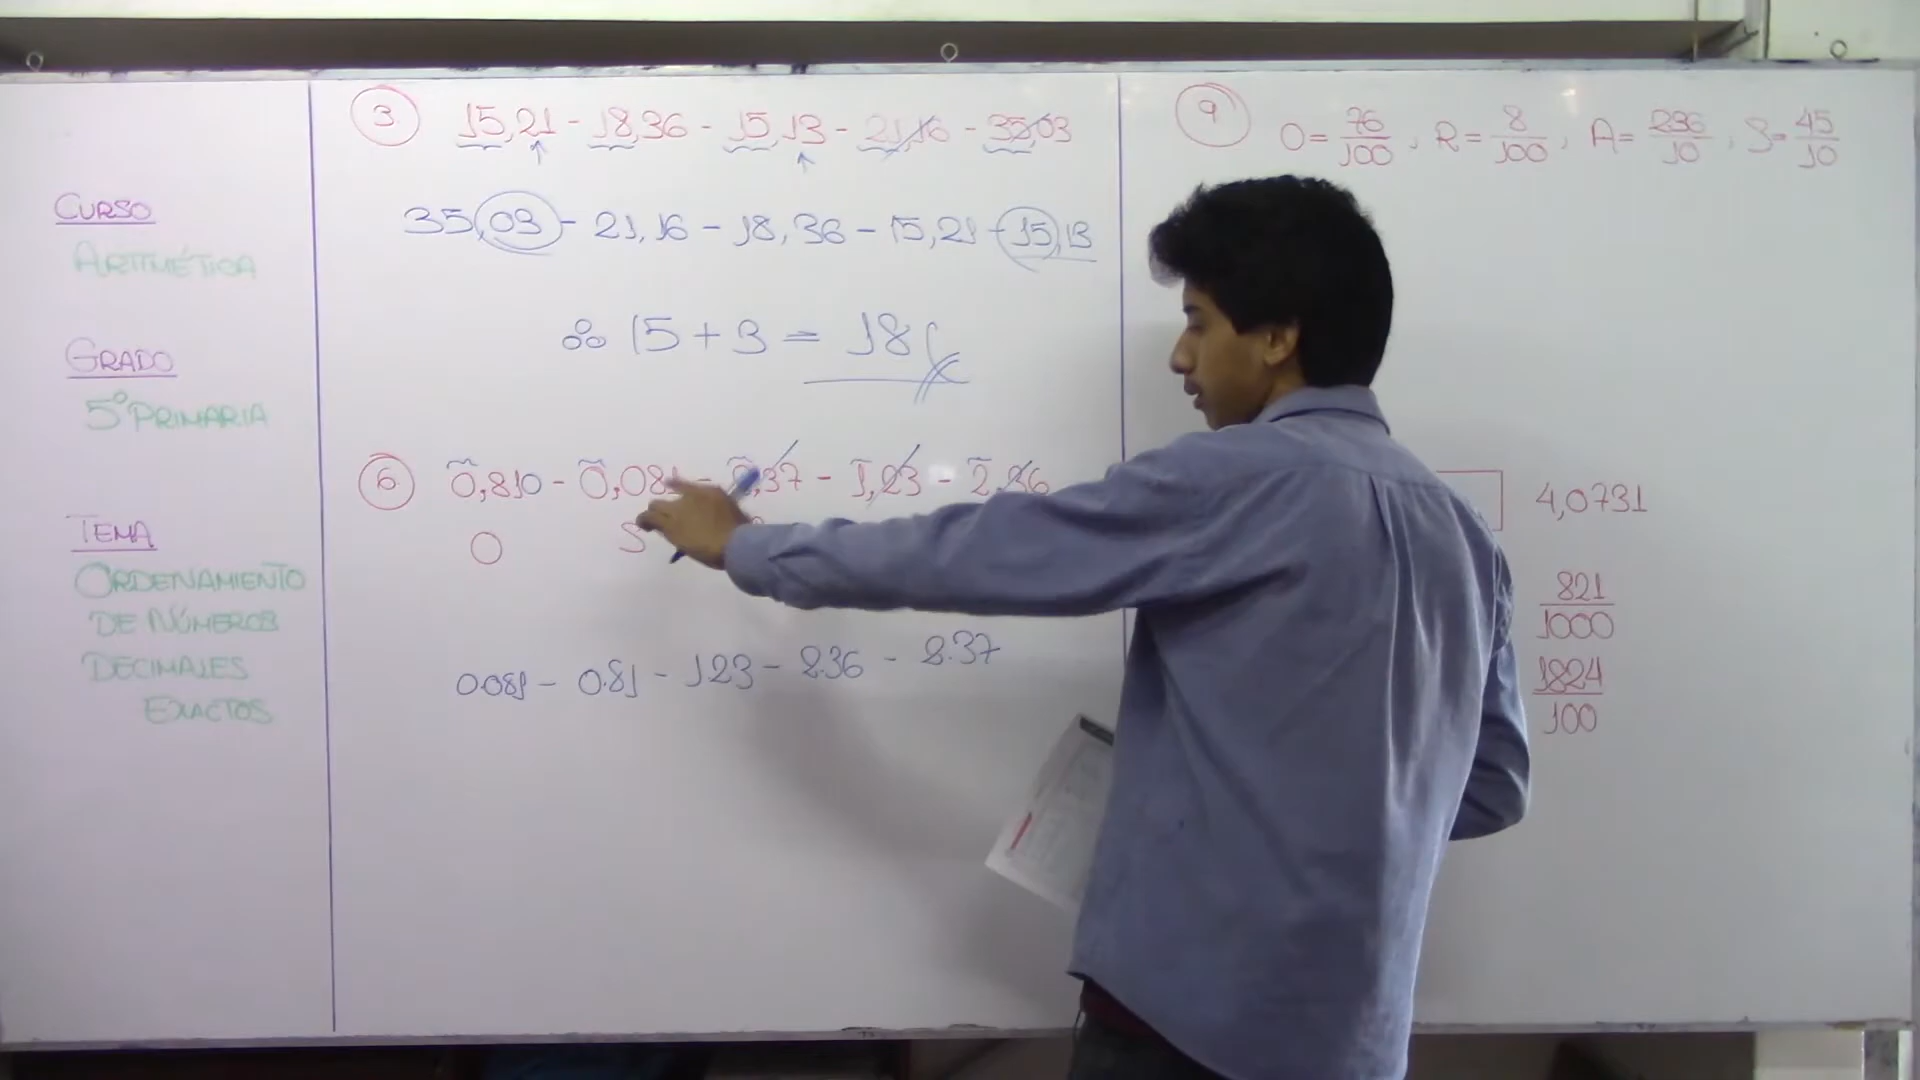 CURSO
ARITMÉTICA
GRADO
5° PRIMARIA
TEMA
ORDENAMIENTO
DE NÚMEROS
DECIMALES
EXACTOS
3
15,21 - 18,36 - 15,13 - 21,16 - 35,03
35,03 - 21,16 - 18,36 - 15,21 - 15,13
∴ 15 + 3 = 18
6
0,810 - 0,081 - ,37 - 1,23 - 2,36
O S
0.081 - 0.81 - 1.23 - 2.36 - 8.37
9
O = 76/100 , R = 8/100 , A = 236/10 , S = 45/10
4,0731
821/1000
1824/100